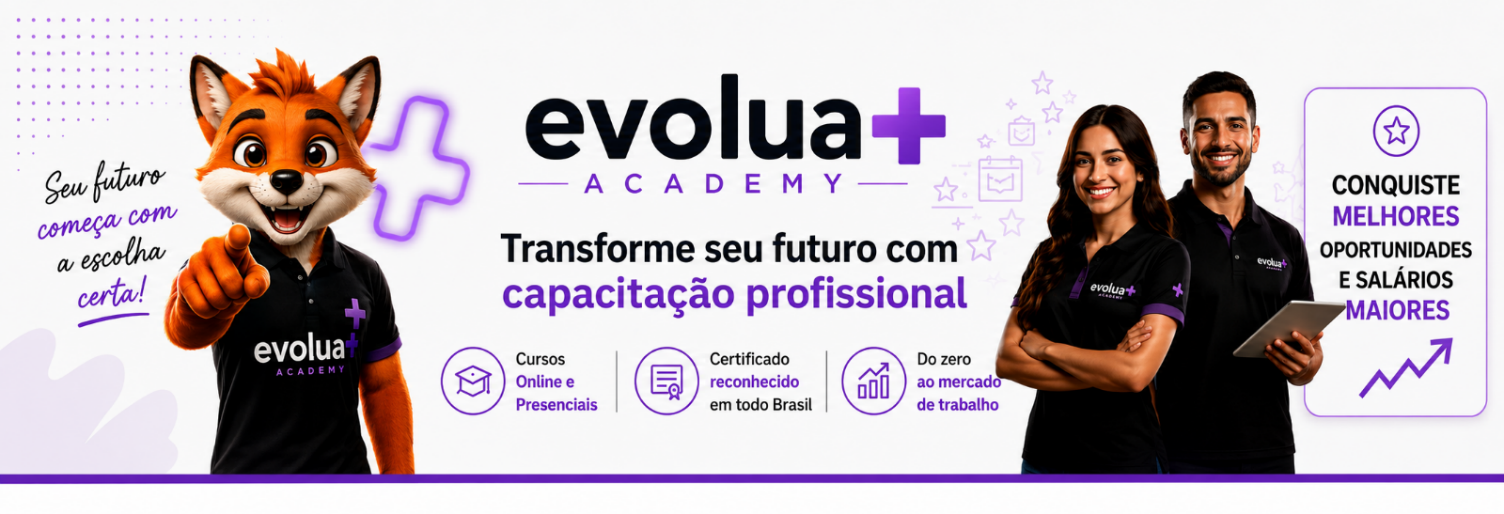 Seu futuro
começa com
a escolha
certa!
evolua+
ACADEMY
evolua+
ACADEMY
Transforme seu futuro com
capacitação profissional
Cursos
Online e
Presenciais
Certificado
reconhecido
em todo Brasil
Do zero
ao mercado
de trabalho
evolua+
ACADEMY
evolua+
ACADEMY
CONQUISTE
MELHORES
OPORTUNIDADES
E SALÁRIOS
MAIORES